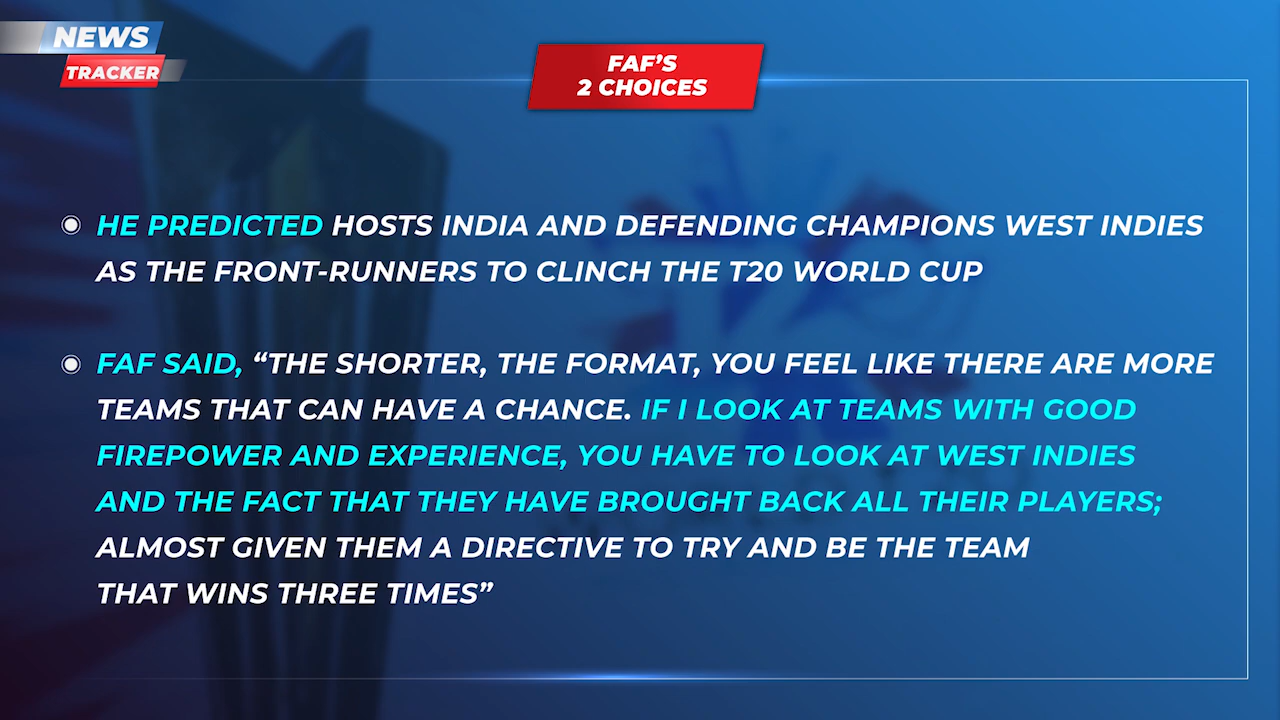 NEWS
TRACKER
FAF'S
2 CHOICES
HE PREDICTED HOSTS INDIA AND DEFENDING CHAMPIONS WEST INDIES
AS THE FRONT-RUNNERS TO CLINCH THE T20 WORLD CUP
FAF SAID, “THE SHORTER, THE FORMAT, YOU FEEL LIKE THERE ARE MORE
TEAMS THAT CAN HAVE A CHANCE. IF I LOOK AT TEAMS WITH GOOD
FIREPOWER AND EXPERIENCE, YOU HAVE TO LOOK AT WEST INDIES
AND THE FACT THAT THEY HAVE BROUGHT BACK ALL THEIR PLAYERS;
ALMOST GIVEN THEM A DIRECTIVE TO TRY AND BE THE TEAM
THAT WINS THREE TIMES”